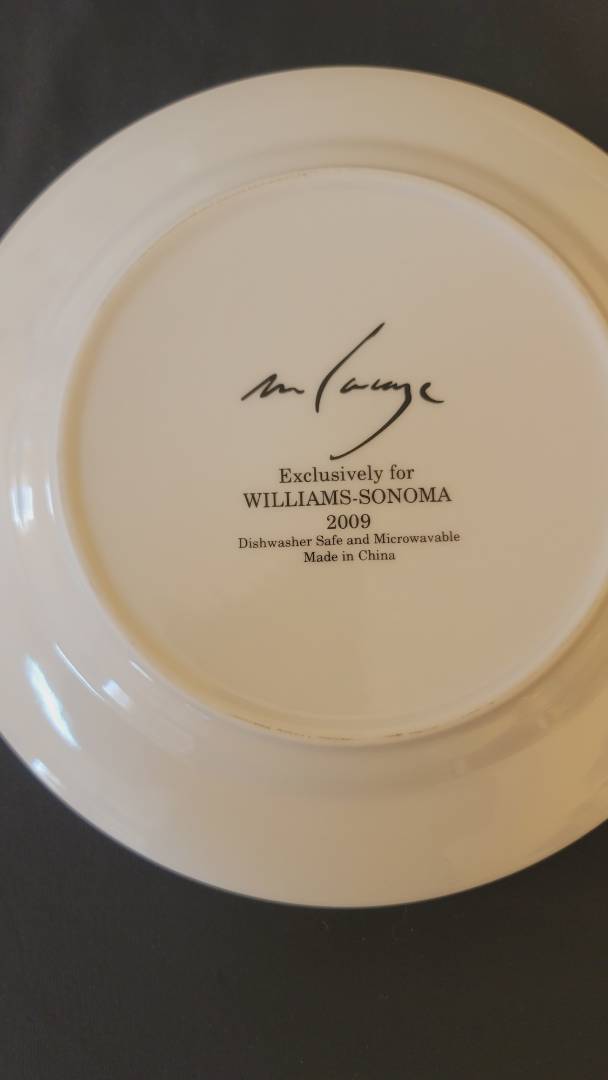 Exclusively for
WILLIAMS-SONOMA
2009
Dishwasher Safe and Microwavable
Made in China